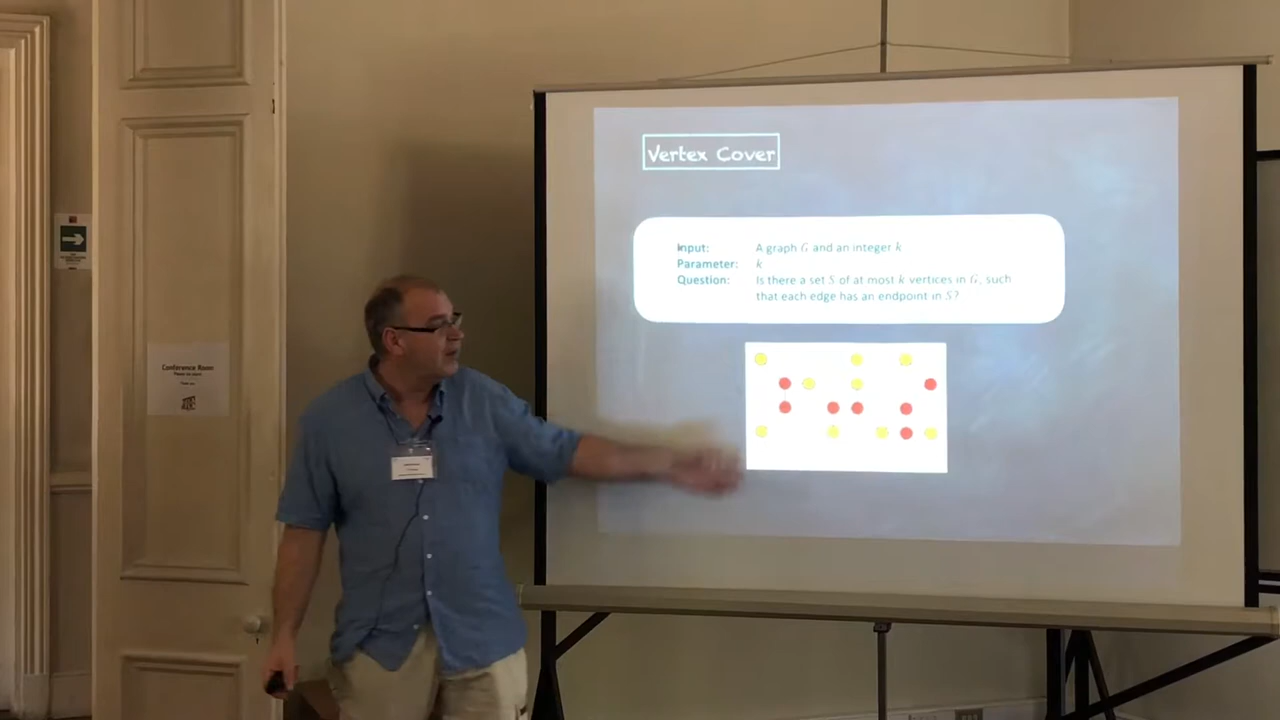 Vertex Cover
Input: A graph G and an integer k
Parameter: k
Question: Is there a set S of at most k vertices in G, such
that each edge has an endpoint in S?
Conference Room